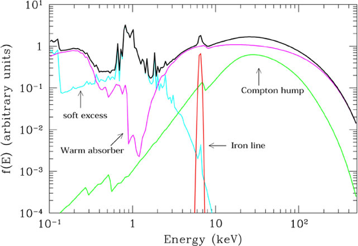 10
1
0.1
10⁻²
10⁻³
10⁻⁴
f(E) (arbitrary units)
soft excess
Compton hump
Warm absorber
Iron line
10⁻¹ 1 10 10²
Energy (keV)